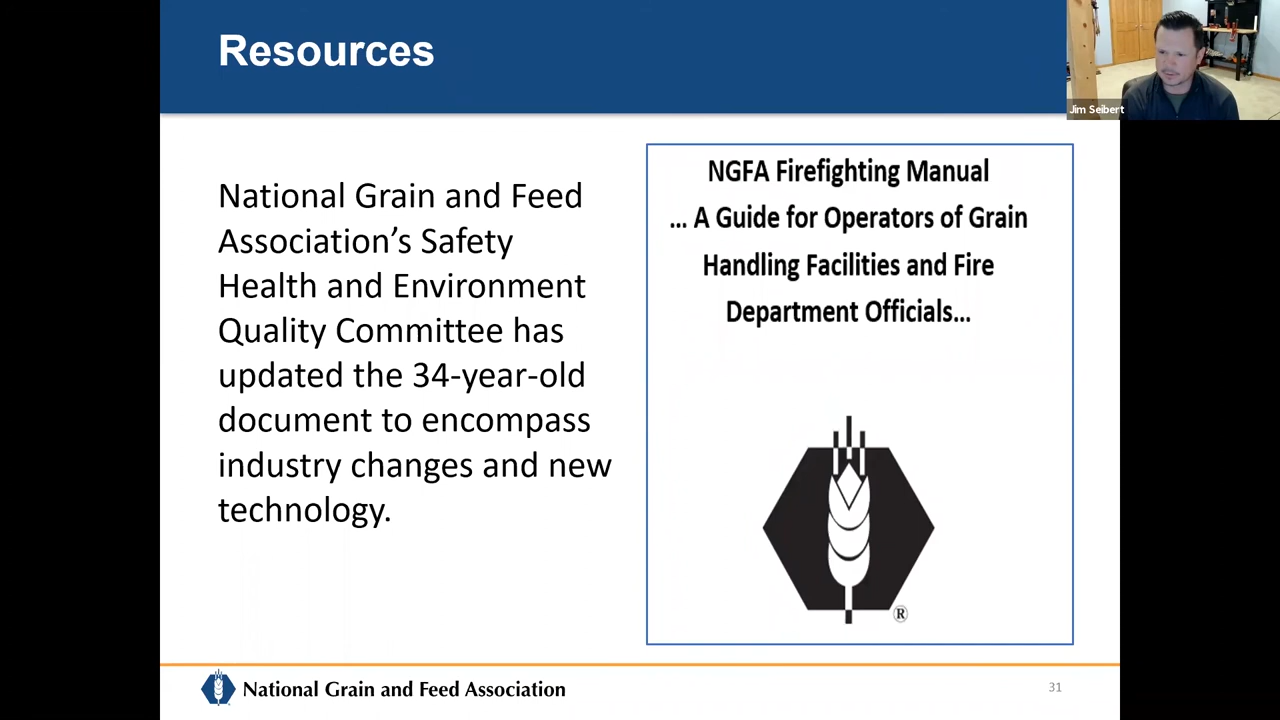 Resources
Jim Seibert
National Grain and Feed
Association’s Safety
Health and Environment
Quality Committee has
updated the 34-year-old
document to encompass
industry changes and new
technology.
NGFA Firefighting Manual
... A Guide for Operators of Grain
Handling Facilities and Fire
Department Officials...
®
National Grain and Feed Association
31